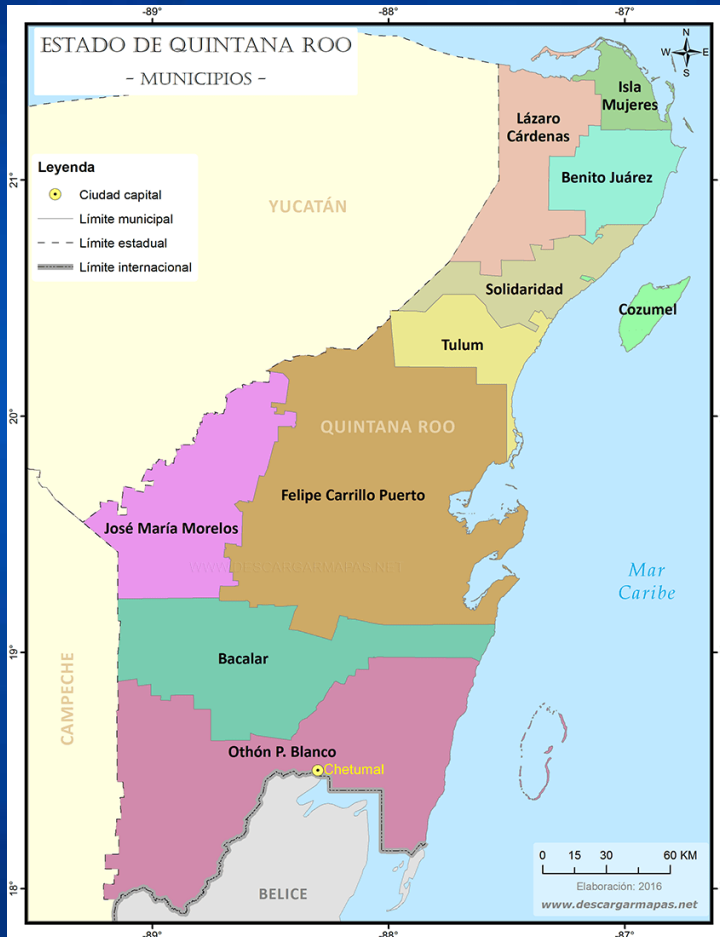 -89°
-88°
-87°
ESTADO DE QUINTANA ROO
- MUNICIPIOS -
N
W E
S
Isla
Mujeres
Lázaro
Cárdenas
Leyenda
Ciudad capital
Límite municipal
Límite estadual
Límite internacional
21°
Benito Juárez
YUCATÁN
Solidaridad
Cozumel
Tulum
20°
QUINTANA ROO
Felipe Carrillo Puerto
José María Morelos
WWW.DESCARGARMAPAS.NET
Mar
Caribe
19°
Bacalar
CAMPECHE
Othón P. Blanco
Chetumal
0 15 30 60 KM
Elaboración: 2016
www.descargarmapas.net
18°
BELICE
-89°
-88°
-87°